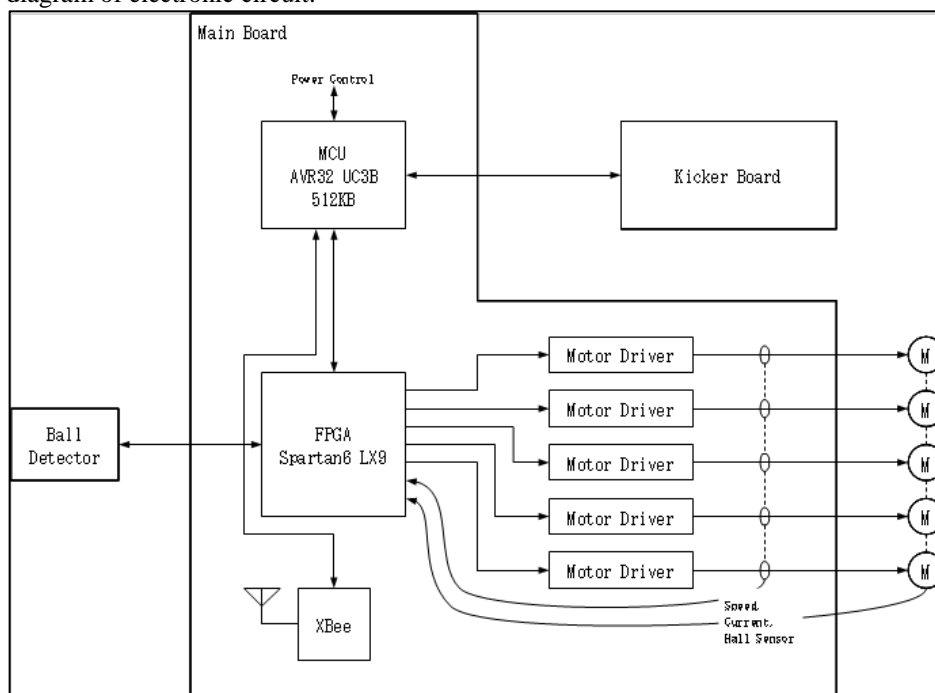 diagram of electronic circuit.
Main Board
Power Control
MCU
AVR32 UC3B
512KB
Kicker Board
Motor Driver
M
Motor Driver
M
Ball
Detector
FPGA
Spartan6 LX9
Motor Driver
M
Motor Driver
M
Motor Driver
M
XBee
Speed,
Current,
Hall Sensor